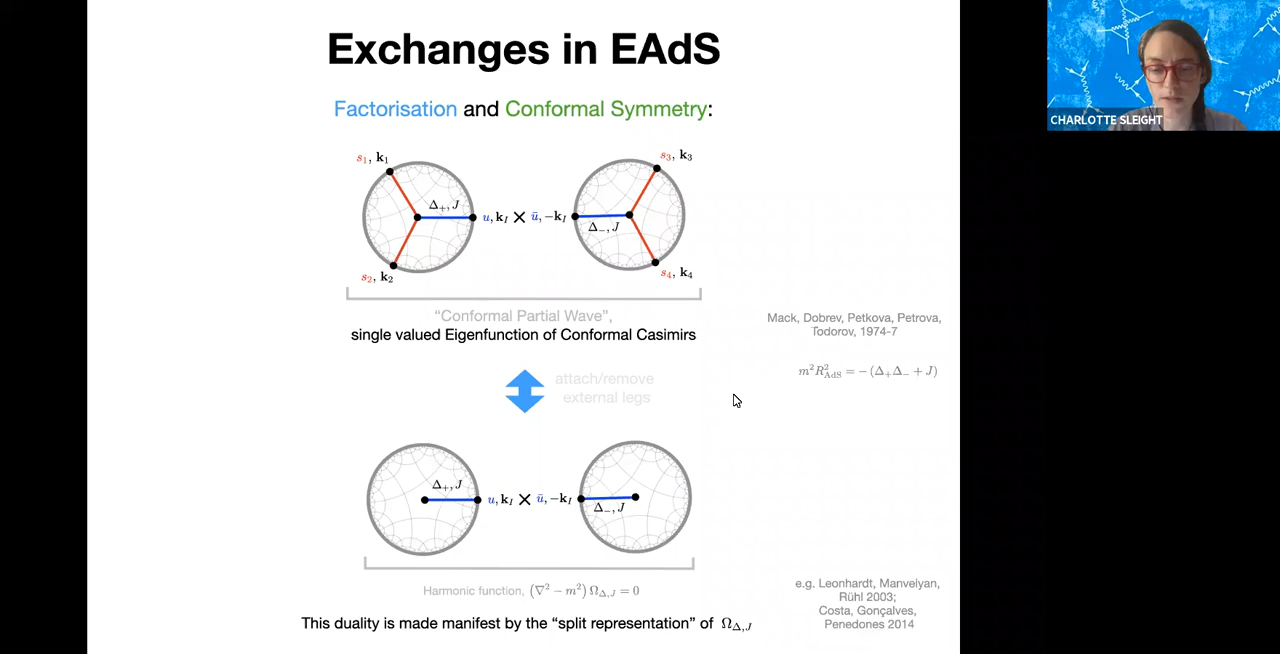 Exchanges in EAdS
Factorisation and Conformal Symmetry:
s₁, k₁
s₃, k₃
Δ₊, J
u, k_I × ū, −k_I
Δ₋, J
s₂, k₂
s₄, k₄
"Conformal Partial Wave",
single valued Eigenfunction of Conformal Casimirs
Mack, Dobrev, Petkova, Petrova,
Todorov, 1974-7
m²R²_AdS = −(Δ₊Δ₋ + J)
attach/remove
external legs
Δ₊, J
u, k_I × ū, −k_I
Δ₋, J
Harmonic function, (∇² − m²) Ω_Δ,J = 0
This duality is made manifest by the "split representation" of Ω_Δ,J
e.g. Leonhardt, Manvelyan,
Rühl 2003;
Costa, Gonçalves,
Penedones 2014
CHARLOTTE SLEIGHT